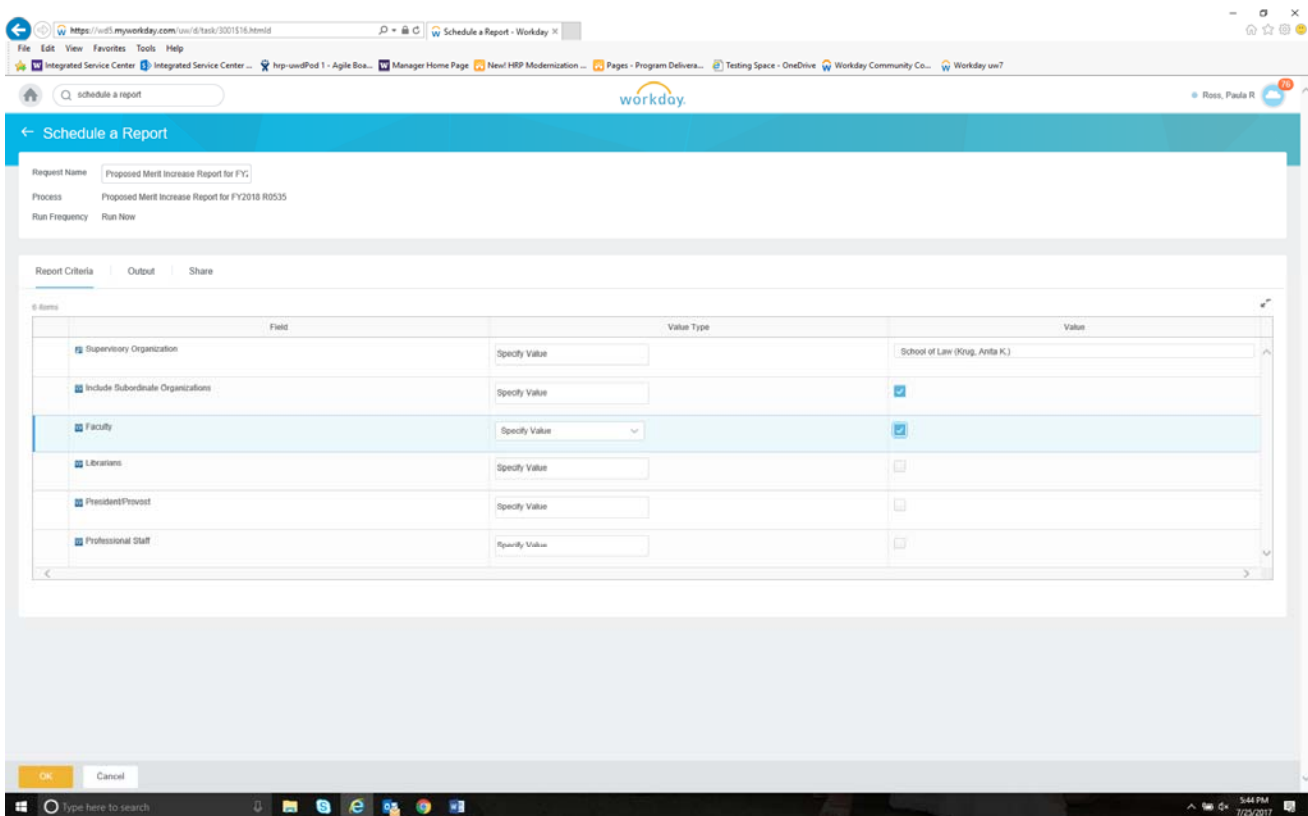 https://wd5.myworkday.com/uw/d/task/3001$16.htmld
Schedule a Report - Workday
File Edit View Favorites Tools Help
Integrated Service Center Integrated Service Center ... hrp-uwdPod 1 - Agile Boa... Manager Home Page New! HRP Modernization ... Pages - Program Delivera... Testing Space - OneDrive Workday Community Co... Workday uw7
schedule a report
workday.
Ross, Paula R
76
Schedule a Report
Request Name Proposed Merit Increase Report for FY2
Process Proposed Merit Increase Report for FY2018 R0535
Run Frequency Run Now
Report Criteria Output Share
6 items
Field Value Type Value
Supervisory Organization Specify Value School of Law (Krug, Anita K.)
Include Subordinate Organizations Specify Value
Faculty Specify Value
Librarians Specify Value
President/Provost Specify Value
Professional Staff Specify Value
OK Cancel
Type here to search
5:44 PM
7/25/2017